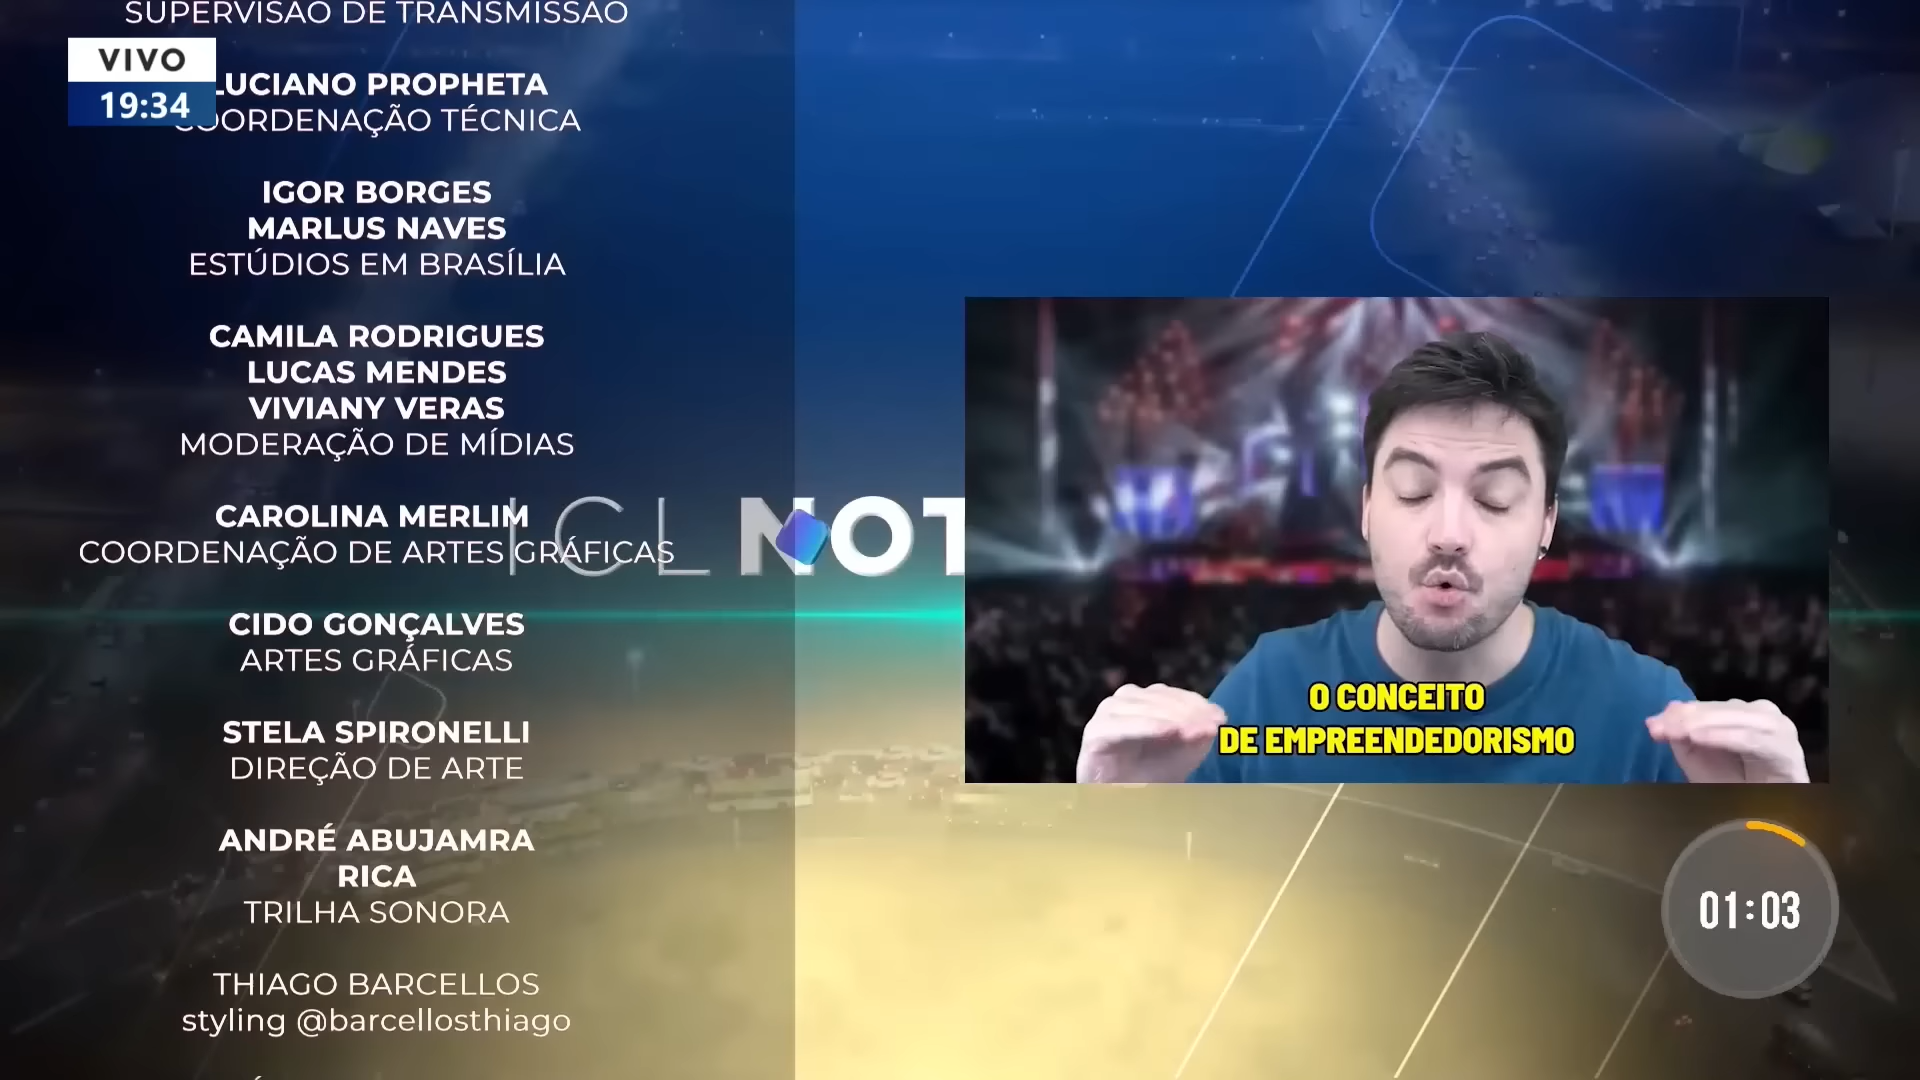 SUPERVISÃO DE TRANSMISSÃO
VIVO
19:34
LUCIANO PROPHETA
COORDENAÇÃO TÉCNICA
IGOR BORGES
MARLUS NAVES
ESTÚDIOS EM BRASÍLIA
CAMILA RODRIGUES
LUCAS MENDES
VIVIANY VERAS
MODERAÇÃO DE MÍDIAS
CAROLINA MERLIM
COORDENAÇÃO DE ARTES GRÁFICAS
ICL NOT
CIDO GONÇALVES
ARTES GRÁFICAS
STELA SPIRONELLI
DIREÇÃO DE ARTE
ANDRÉ ABUJAMRA
RICA
TRILHA SONORA
THIAGO BARCELLOS
styling @barcellosthiago
O CONCEITO
DE EMPREENDEDORISMO
01:03